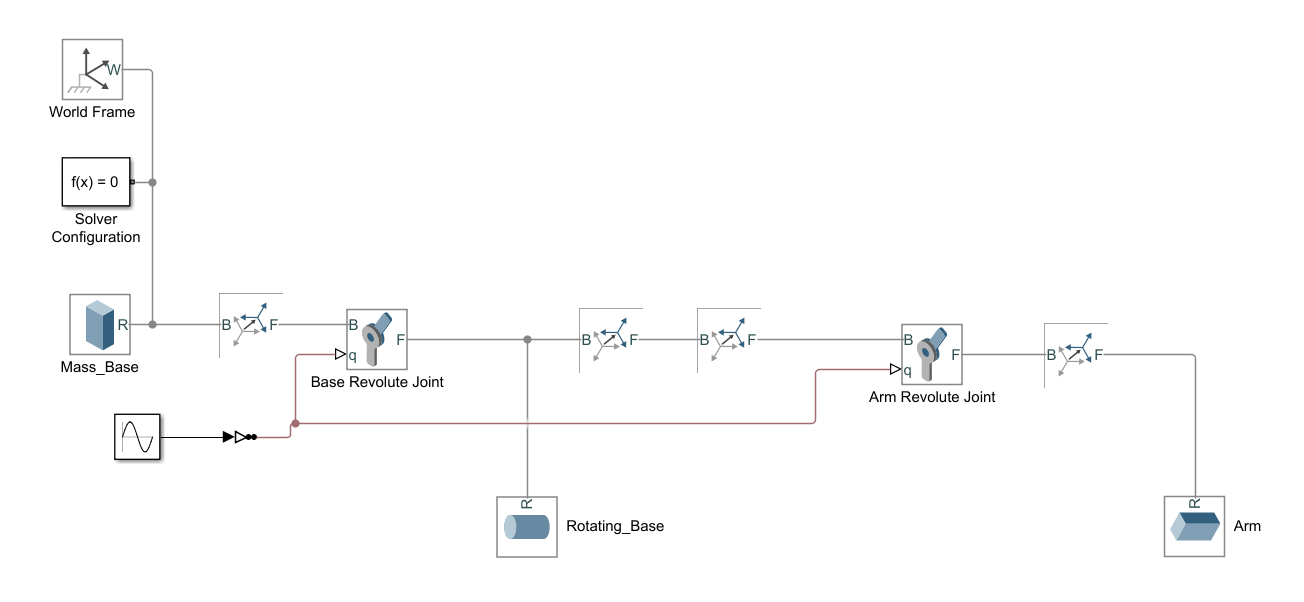 W
World Frame
f(x) = 0
Solver
Configuration
R
Mass_Base
B F
B
F
q
Base Revolute Joint
B F
B F
B
F
q
Arm Revolute Joint
B F
R
Rotating_Base
R
Arm